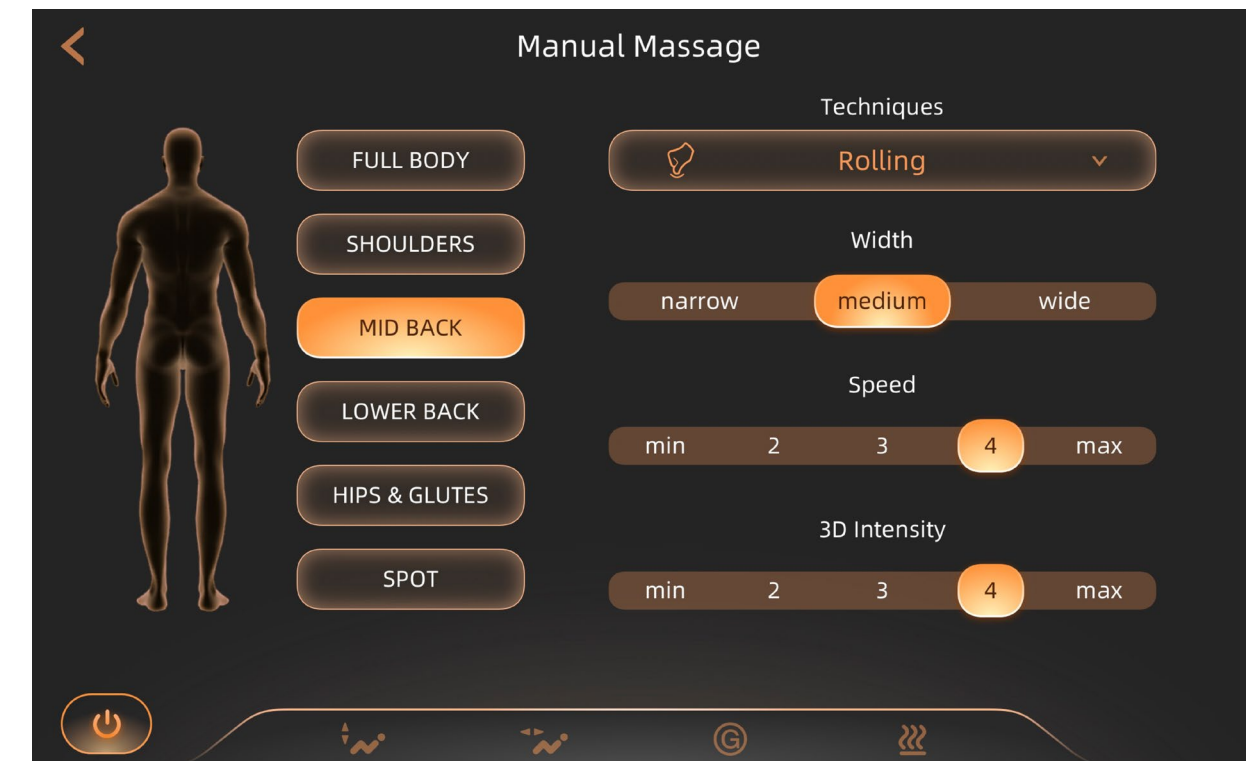 Manual Massage
FULL BODY
SHOULDERS
MID BACK
LOWER BACK
HIPS & GLUTES
SPOT
Techniques
Rolling
Width
narrow medium wide
Speed
min 2 3 4 max
3D Intensity
min 2 3 4 max
G